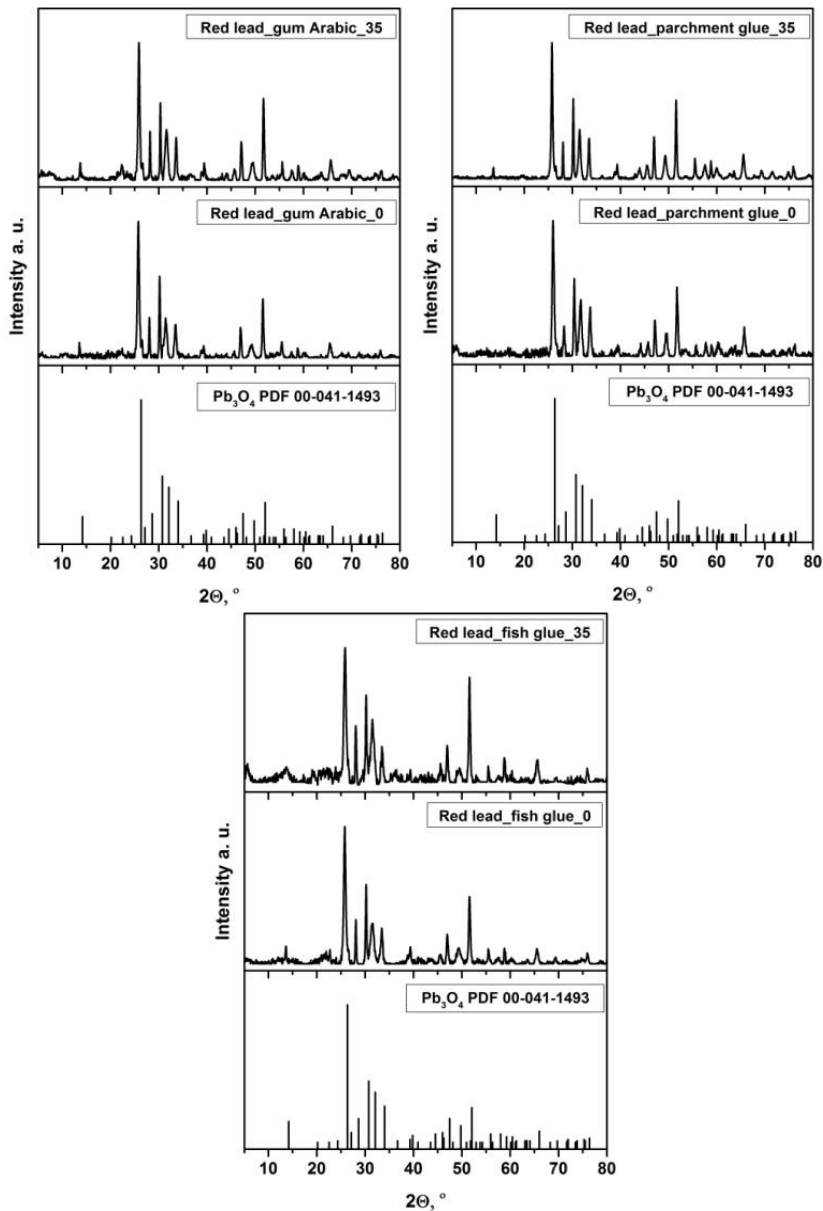 Red lead_gum Arabic_35
Red lead_gum Arabic_0
Intensity a. u.
Pb₃O₄ PDF 00-041-1493
10 20 30 40 50 60 70 80
2Θ, °
Red lead_parchment glue_35
Red lead_parchment glue_0
Intensity a. u.
Pb₃O₄ PDF 00-041-1493
10 20 30 40 50 60 70 80
2Θ, °
Red lead_fish glue_35
Red lead_fish glue_0
Intensity a. u.
Pb₃O₄ PDF 00-041-1493
10 20 30 40 50 60 70 80
2Θ, °